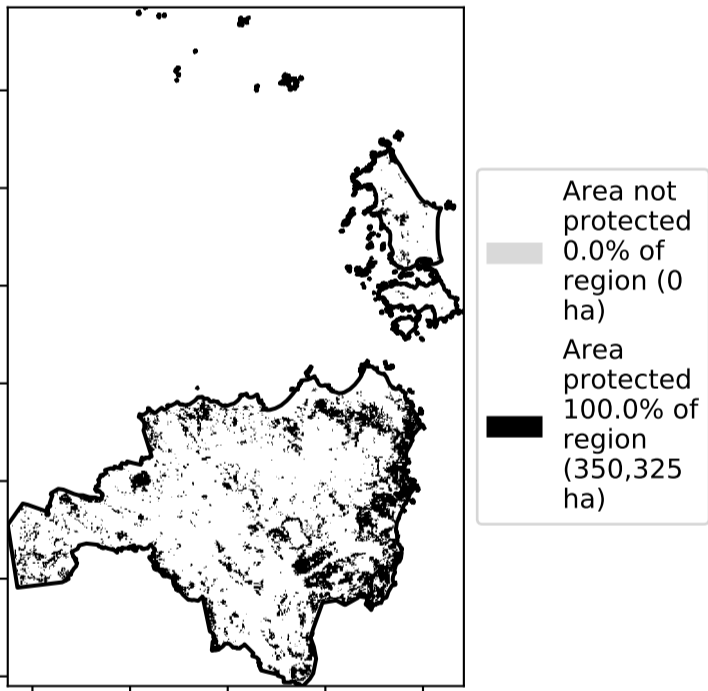 Area not
protected
0.0% of
region (0
ha)
Area
protected
100.0% of
region
(350,325
ha)